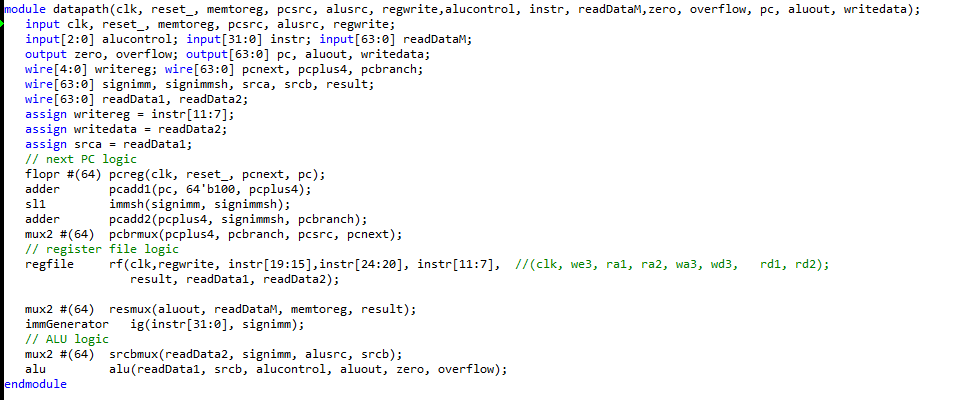 module datapath(clk, reset_, memtoreg, pcsrc, alusrc, regwrite,alucontrol, instr, readDataM,zero, overflow, pc, aluout, writedata);
input clk, reset_, memtoreg, pcsrc, alusrc, regwrite;
input[2:0] alucontrol; input[31:0] instr; input[63:0] readDataM;
output zero, overflow; output[63:0] pc, aluout, writedata;
wire[4:0] writereg; wire[63:0] pcnext, pcplus4, pcbranch;
wire[63:0] signimm, signimmsh, srca, srcb, result;
wire[63:0] readData1, readData2;
assign writereg = instr[11:7];
assign writedata = readData2;
assign srca = readData1;
// next PC logic
flopr #(64) pcreg(clk, reset_, pcnext, pc);
adder pcadd1(pc, 64'b100, pcplus4);
sl1 immsh(signimm, signimmsh);
adder pcadd2(pcplus4, signimmsh, pcbranch);
mux2 #(64) pcbrmux(pcplus4, pcbranch, pcsrc, pcnext);
// register file logic
regfile rf(clk,regwrite, instr[19:15],instr[24:20], instr[11:7], //(clk, we3, ra1, ra2, wa3, wd3, rd1, rd2);
result, readData1, readData2);
mux2 #(64) resmux(aluout, readDataM, memtoreg, result);
immGenerator ig(instr[31:0], signimm);
// ALU logic
mux2 #(64) srcbmux(readData2, signimm, alusrc, srcb);
alu alu(readData1, srcb, alucontrol, aluout, zero, overflow);
endmodule